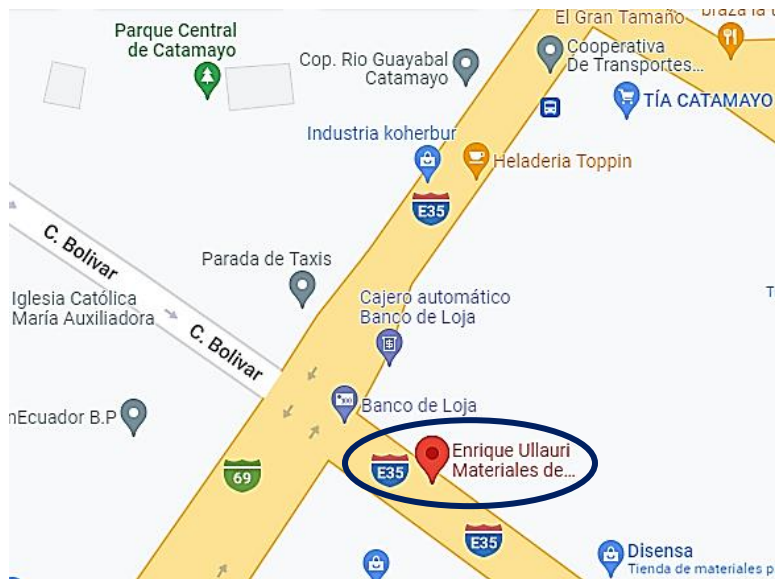 El Gran Tamaño
Parque Central
de Catamayo
Cop. Rio Guayabal
Catamayo
Cooperativa
De Transportes...
TÍA CATAMAYO
Industria koherbur
Heladeria Toppin
E35
C. Bolivar
Parada de Taxis
Iglesia Católica
María Auxiliadora
Cajero automático
Banco de Loja
C. Bolivar
Banco de Loja
nEcuador B.P
Enrique Ullauri
Materiales de...
E35
69
E35
Disensa
Tienda de materiales p